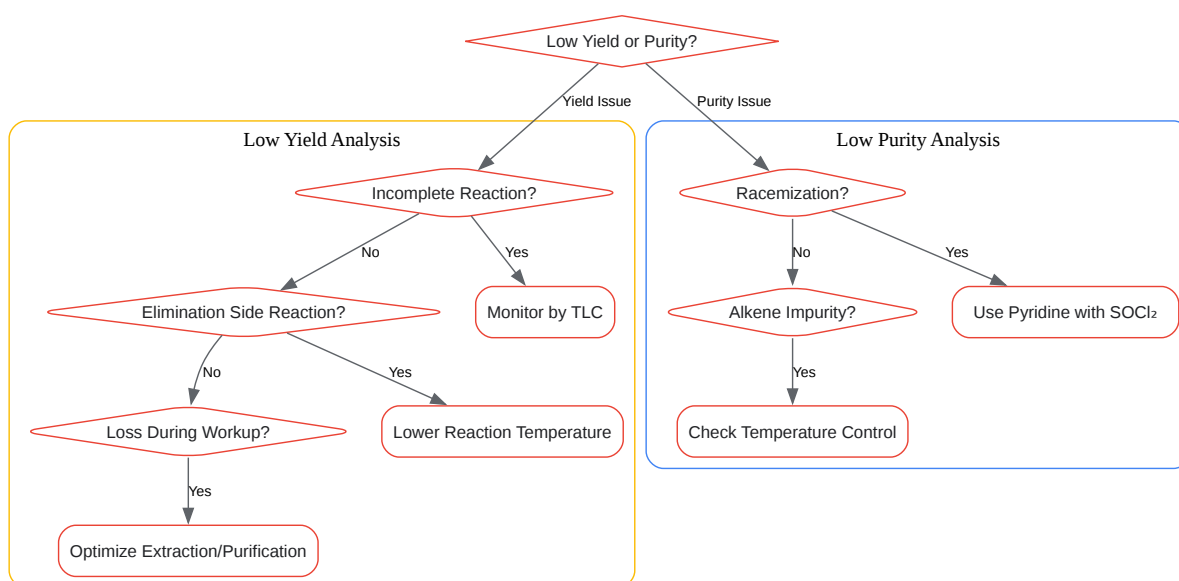 Low Yield or Purity?
Yield Issue
Purity Issue
Low Yield Analysis
Low Purity Analysis
Incomplete Reaction?
Racemization?
No
Yes
No
Yes
Elimination Side Reaction?
Monitor by TLC
Alkene Impurity?
Use Pyridine with SOCl₂
No
Yes
Yes
Loss During Workup?
Lower Reaction Temperature
Check Temperature Control
Yes
Optimize Extraction/Purification